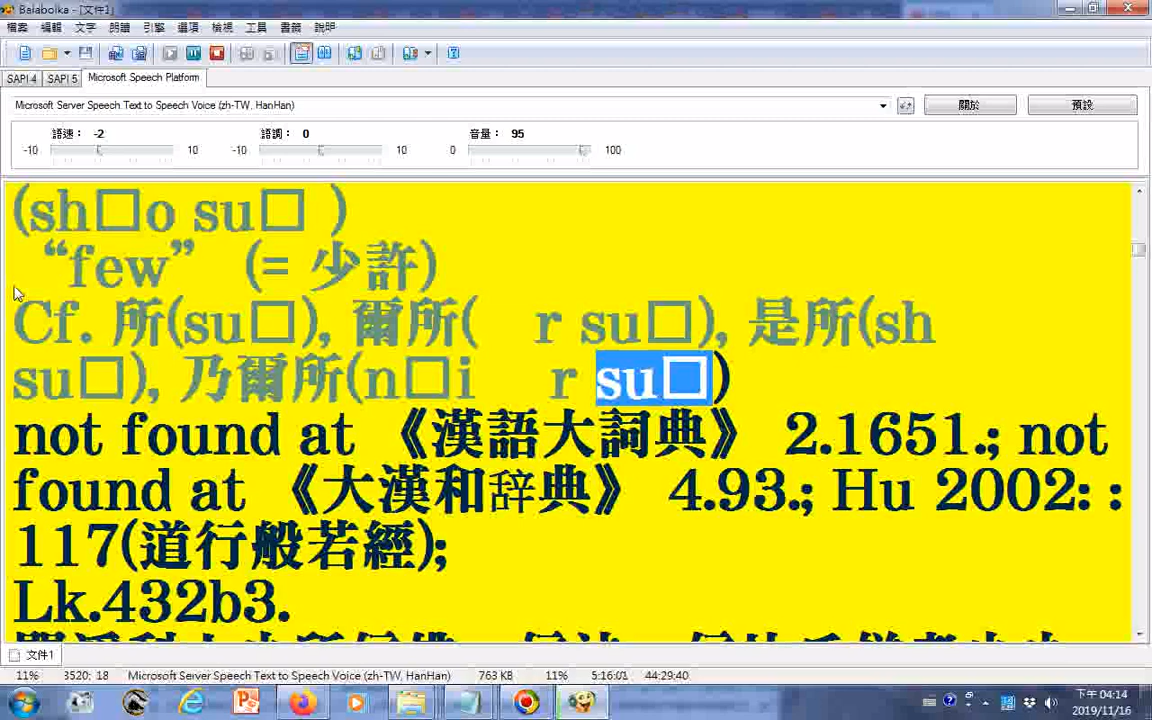 Balabolka - [文件1]
檔案 編輯 文字 朗讀 引擎 選項 檢視 工具 書籤 說明
SAPI 4 SAPI 5 Microsoft Speech Platform
Microsoft Server Speech Text to Speech Voice (zh-TW, HanHan) 關於 預設
語速： -2 語調： 0 音量： 95
-10 10 -10 10 0 100
(sh□o su□ )
“few” (= 少許)
Cf. 所(su□), 爾所( r su□), 是所(sh
su□), 乃爾所(n□i r su□)
not found at 《漢語大詞典》 2.1651.; not
found at 《大漢和辞典》 4.93.; Hu 2002: :
117(道行般若經);
Lk.432b3.
文件1
11% 3520; 18 Microsoft Server Speech Text to Speech Voice (zh-TW, HanHan) 763 KB 11% 5:16:01 44:29:40
下午 04:14
2019/11/16